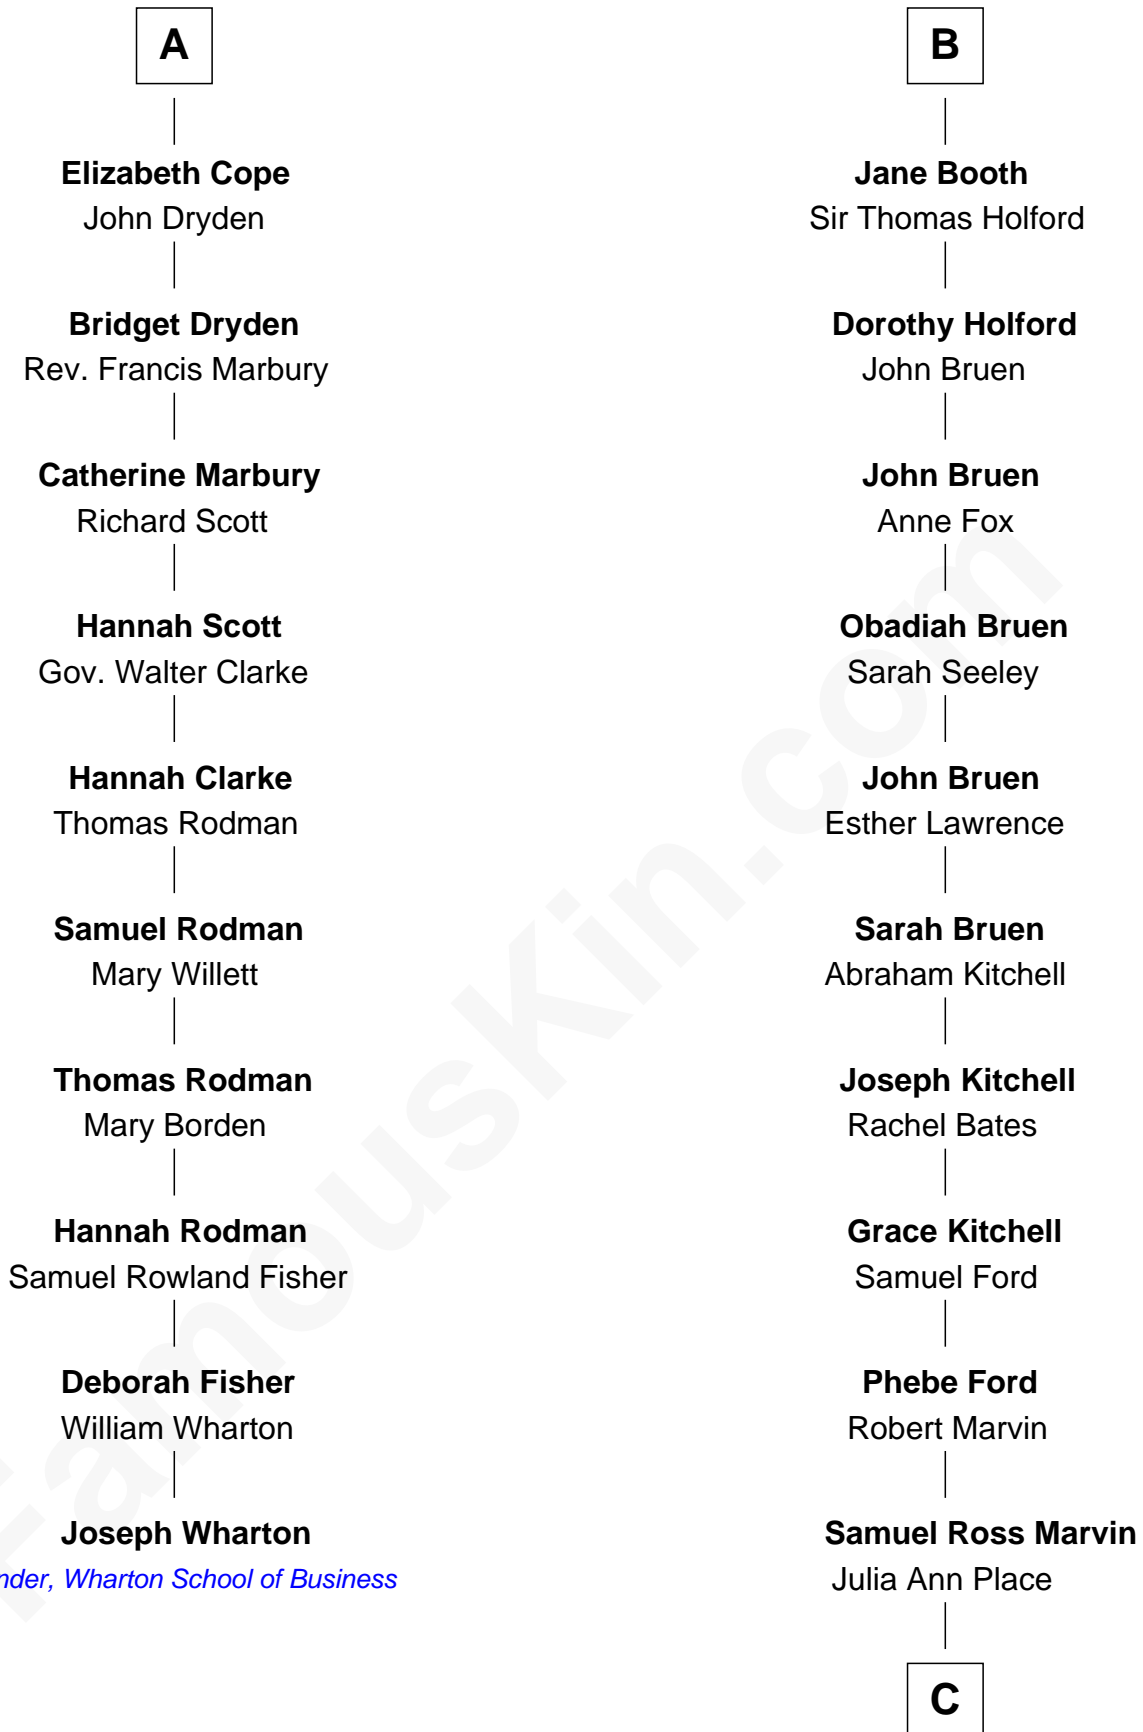 A
Elizabeth Cope
John Dryden
Bridget Dryden
Rev. Francis Marbury
Catherine Marbury
Richard Scott
Hannah Scott
Gov. Walter Clarke
Hannah Clarke
Thomas Rodman
Samuel Rodman
Mary Willett
Thomas Rodman
Mary Borden
Hannah Rodman
Samuel Rowland Fisher
Deborah Fisher
William Wharton
Joseph Wharton
nder, Wharton School of Business
B
Jane Booth
Sir Thomas Holford
Dorothy Holford
John Bruen
John Bruen
Anne Fox
Obadiah Bruen
Sarah Seeley
John Bruen
Esther Lawrence
Sarah Bruen
Abraham Kitchell
Joseph Kitchell
Rachel Bates
Grace Kitchell
Samuel Ford
Phebe Ford
Robert Marvin
Samuel Ross Marvin
Julia Ann Place
C
FamousKin.com